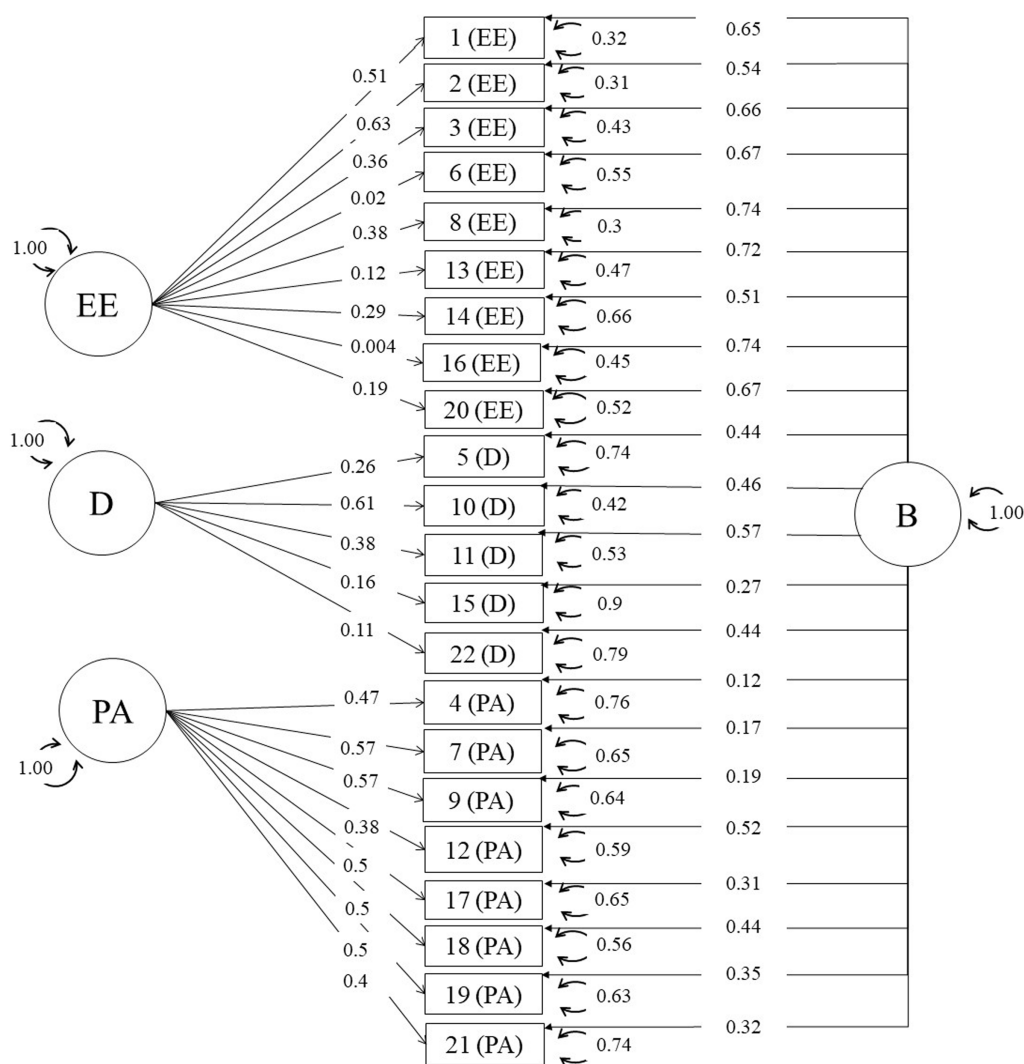 0.65
1 (EE) 0.32
0.51 0.54
2 (EE) 0.31
0.63 0.66
3 (EE) 0.43
0.36 0.67
6 (EE) 0.55
0.02 0.74
8 (EE) 0.3
0.38
1.00 0.72
13 (EE) 0.47
0.12
EE 0.51
0.29 14 (EE) 0.66
0.004 0.74
16 (EE) 0.45
0.19 0.67
20 (EE) 0.52
1.00 0.44
0.26 5 (D) 0.74
0.46
D 0.61 10 (D) 0.42
B 1.00
0.57
0.38 11 (D) 0.53
0.16 0.27
15 (D) 0.9
0.11 0.44
22 (D) 0.79
0.12
0.47 4 (PA) 0.76
PA 0.17
0.57 7 (PA) 0.65
1.00 0.19
0.57
9 (PA) 0.64
0.38 0.52
12 (PA) 0.59
0.5 0.31
17 (PA) 0.65
0.5 0.44
18 (PA) 0.56
0.5 0.35
0.4
19 (PA) 0.63
0.32
21 (PA) 0.74